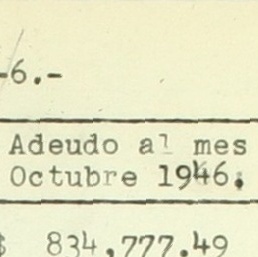 -6.-
Adeudo al mes
Octubre 1946.
$ 834,777.49